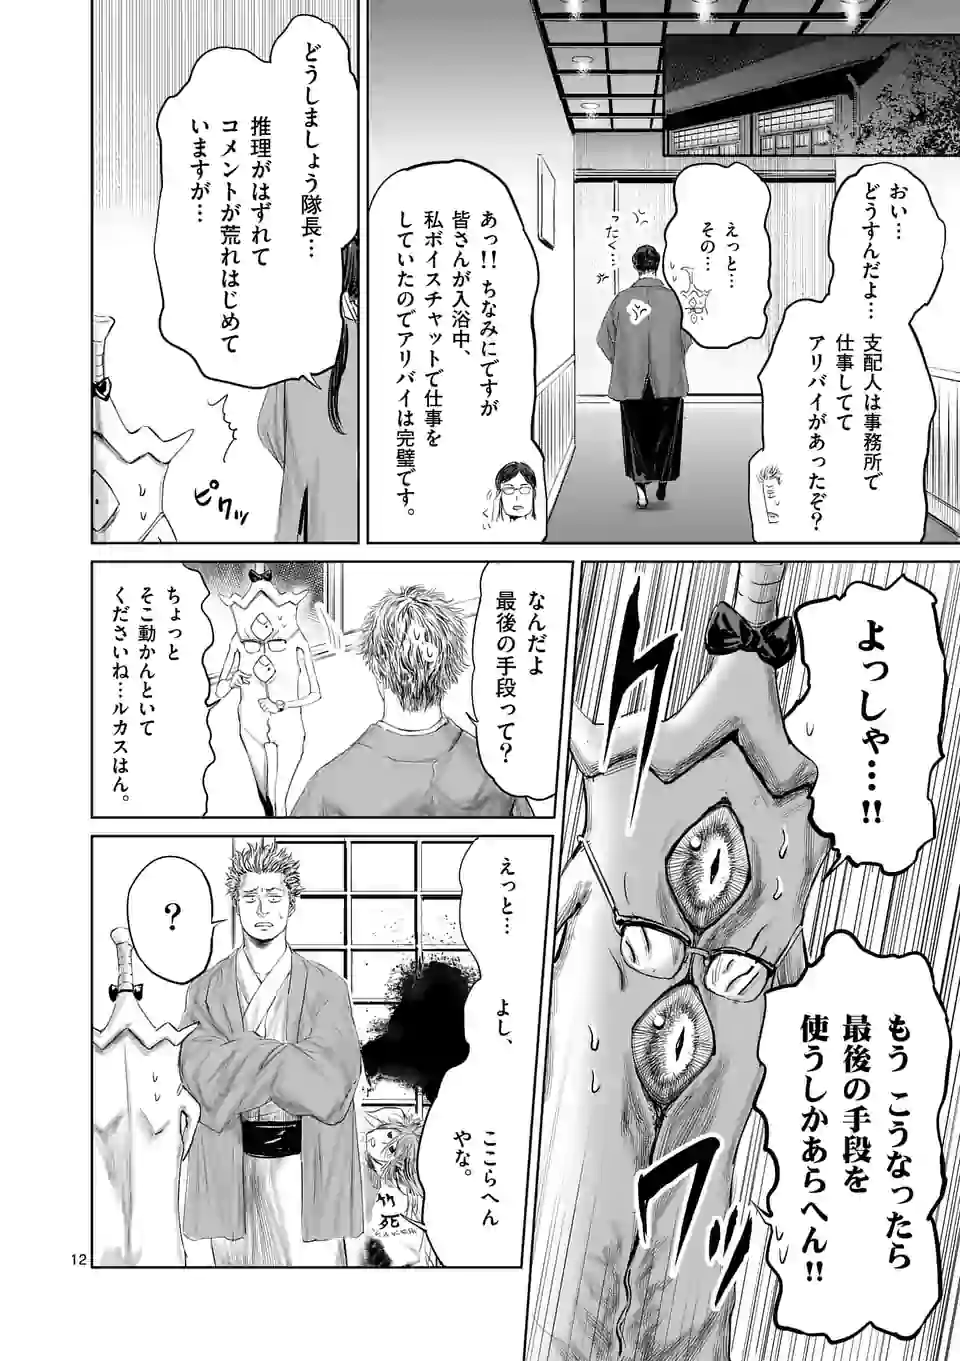 おい…
どうすんだよ…
支配人は事務所で
仕事してて
アリバイがあったぞ?
えっと…
その…
ったく…
あっ!! ちなみにですが
皆さんが入浴中、
私ボイスチャットで仕事を
していたのでアリバイは完璧です。
くい
どうしましょう隊長…
推理がはずれて
コメントが荒れはじめて
いますが…
ピクッ
よっしゃ…!!
もう こうなったら
最後の手段を
使うしかあらへん!!
なんだよ
最後の手段って?
ちょっと
そこ動かんといて
くださいね…ルカスはん。
えっと…
よし、
ここらへん
やな。
?
死
12